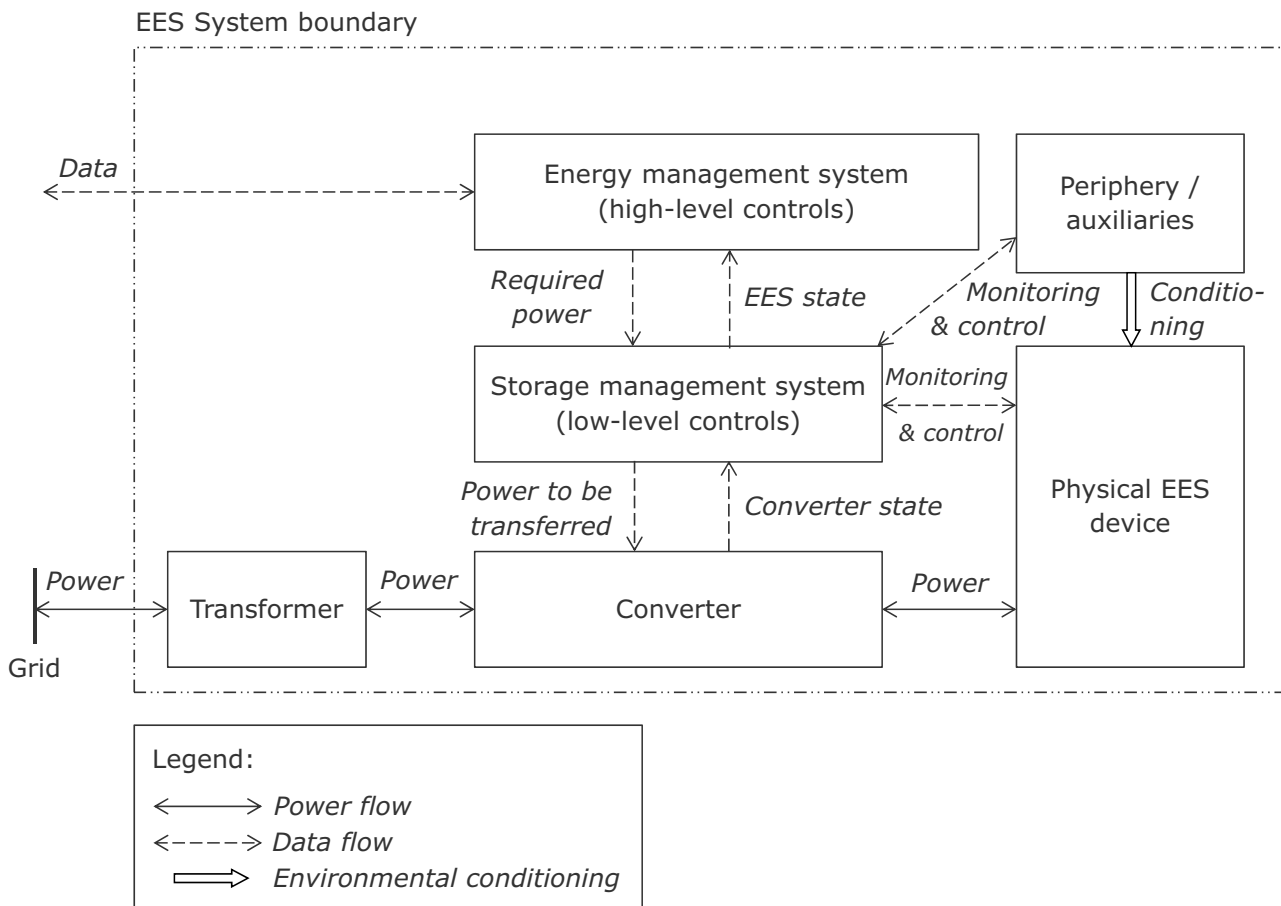 EES System boundary
Data
Energy management system
(high-level controls)
Periphery /
auxiliaries
Required
power
EES state
Monitoring
& control
Conditio-
ning
Storage management system
(low-level controls)
Monitoring
& control
Physical EES
device
Power to be
transferred
Converter state
Power
Transformer
Power
Converter
Power
Grid
Legend:
Power flow
Data flow
Environmental conditioning